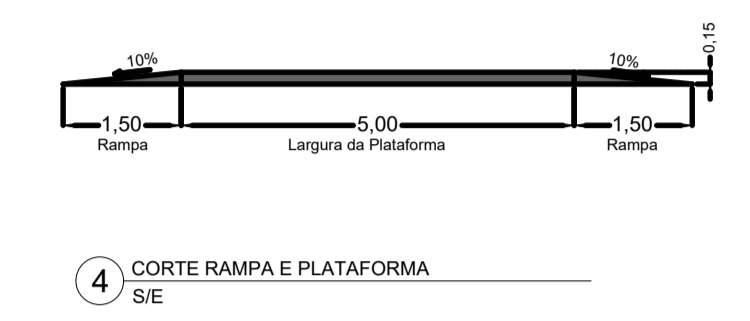 10%
10%
0,15
1,50
5,00
1,50
Rampa
Largura da Plataforma
Rampa
4
CORTE RAMPA E PLATAFORMA
S/E